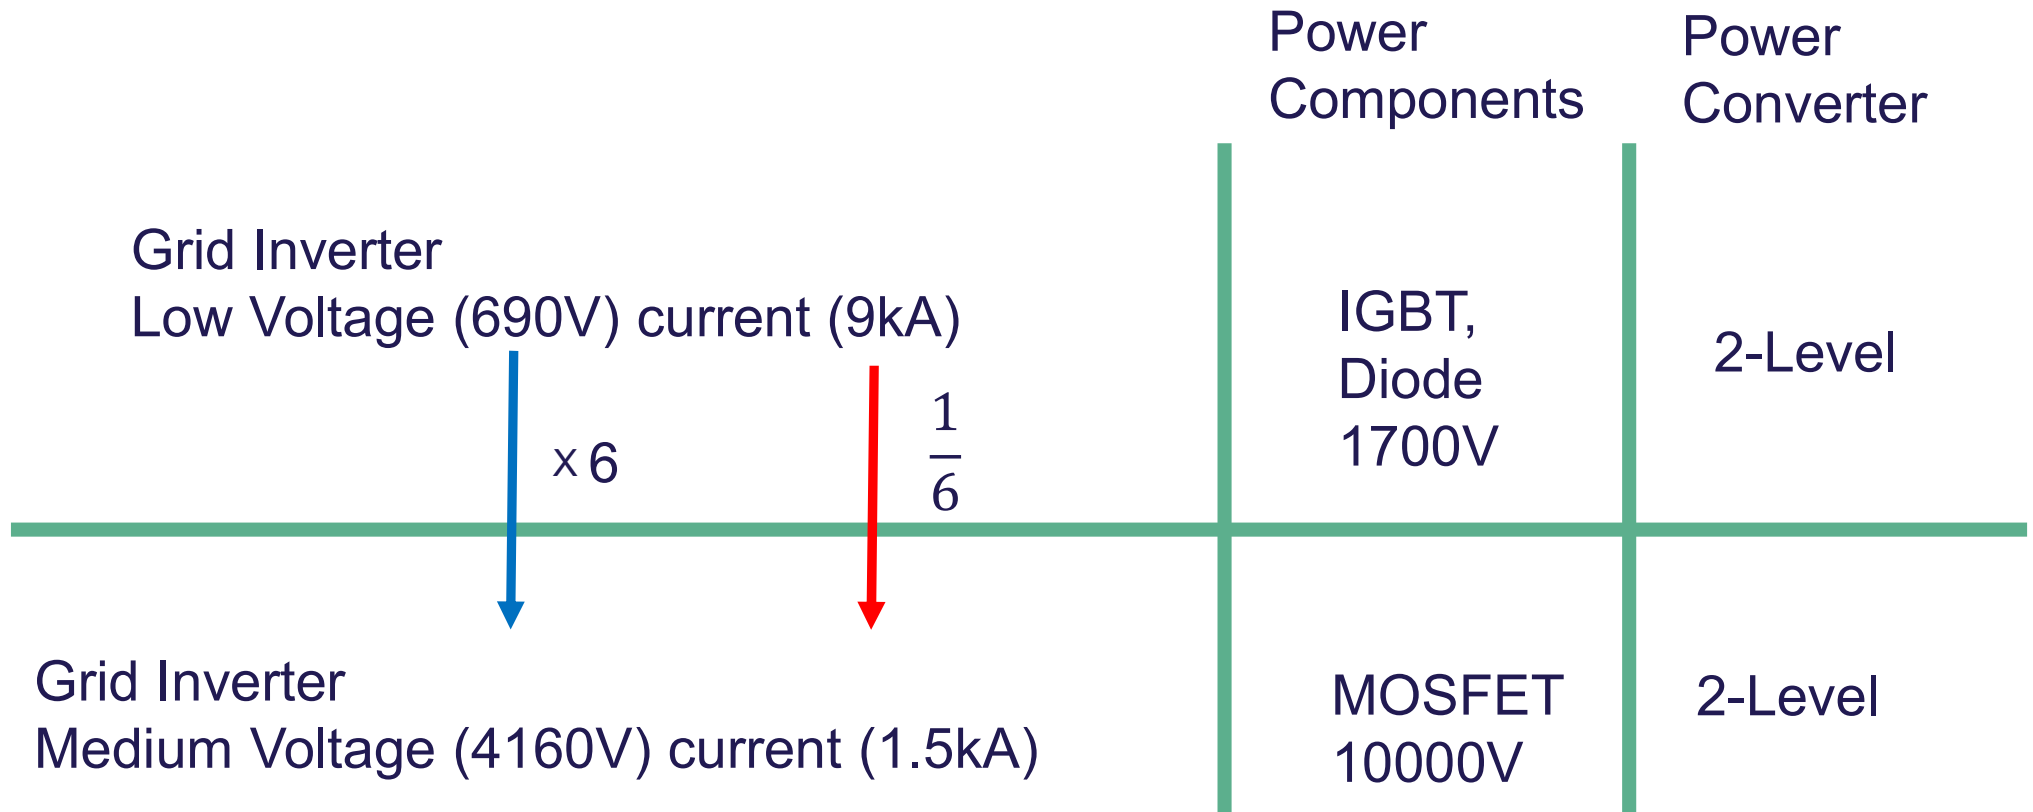 Power
Components
Power
Converter
Grid Inverter
Low Voltage (690V) current (9kA)
x 6
1
6
IGBT,
Diode
1700V
2-Level
Grid Inverter
Medium Voltage (4160V) current (1.5kA)
MOSFET
10000V
2-Level